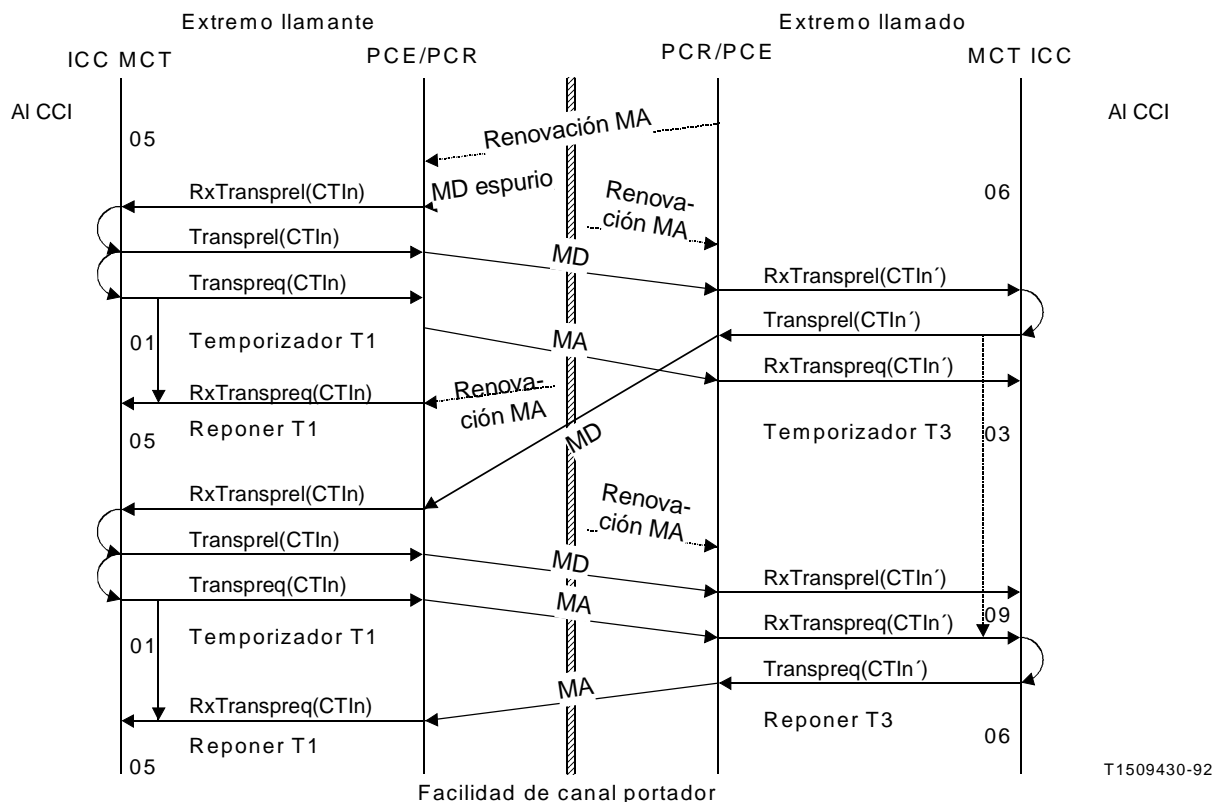 Extremo llamante
Extremo llamado
ICC MCT
PCE/PCR
PCR/PCE
MCT ICC
Al CCI
Al CCI
05
Renovación MA
MD espurio
RxTransprel(CTIn)
Renova-
ción MA
06
Transprel(CTIn)
MD
RxTransprel(CTIn´)
Transpreq(CTIn)
Transprel(CTIn´)
01
Temporizador T1
MA
RxTranspreq(CTIn´)
RxTranspreq(CTIn)
Renova-
ción MA
Reponer T1
05
MD
Temporizador T3
03
RxTransprel(CTIn)
Renova-
ción MA
Transprel(CTIn)
MD
RxTransprel(CTIn´)
Transpreq(CTIn)
MA
RxTranspreq(CTIn´)
09
01
Temporizador T1
Transpreq(CTIn´)
MA
RxTranspreq(CTIn)
Reponer T3
06
Reponer T1
05
T1509430-92
Facilidad de canal portador